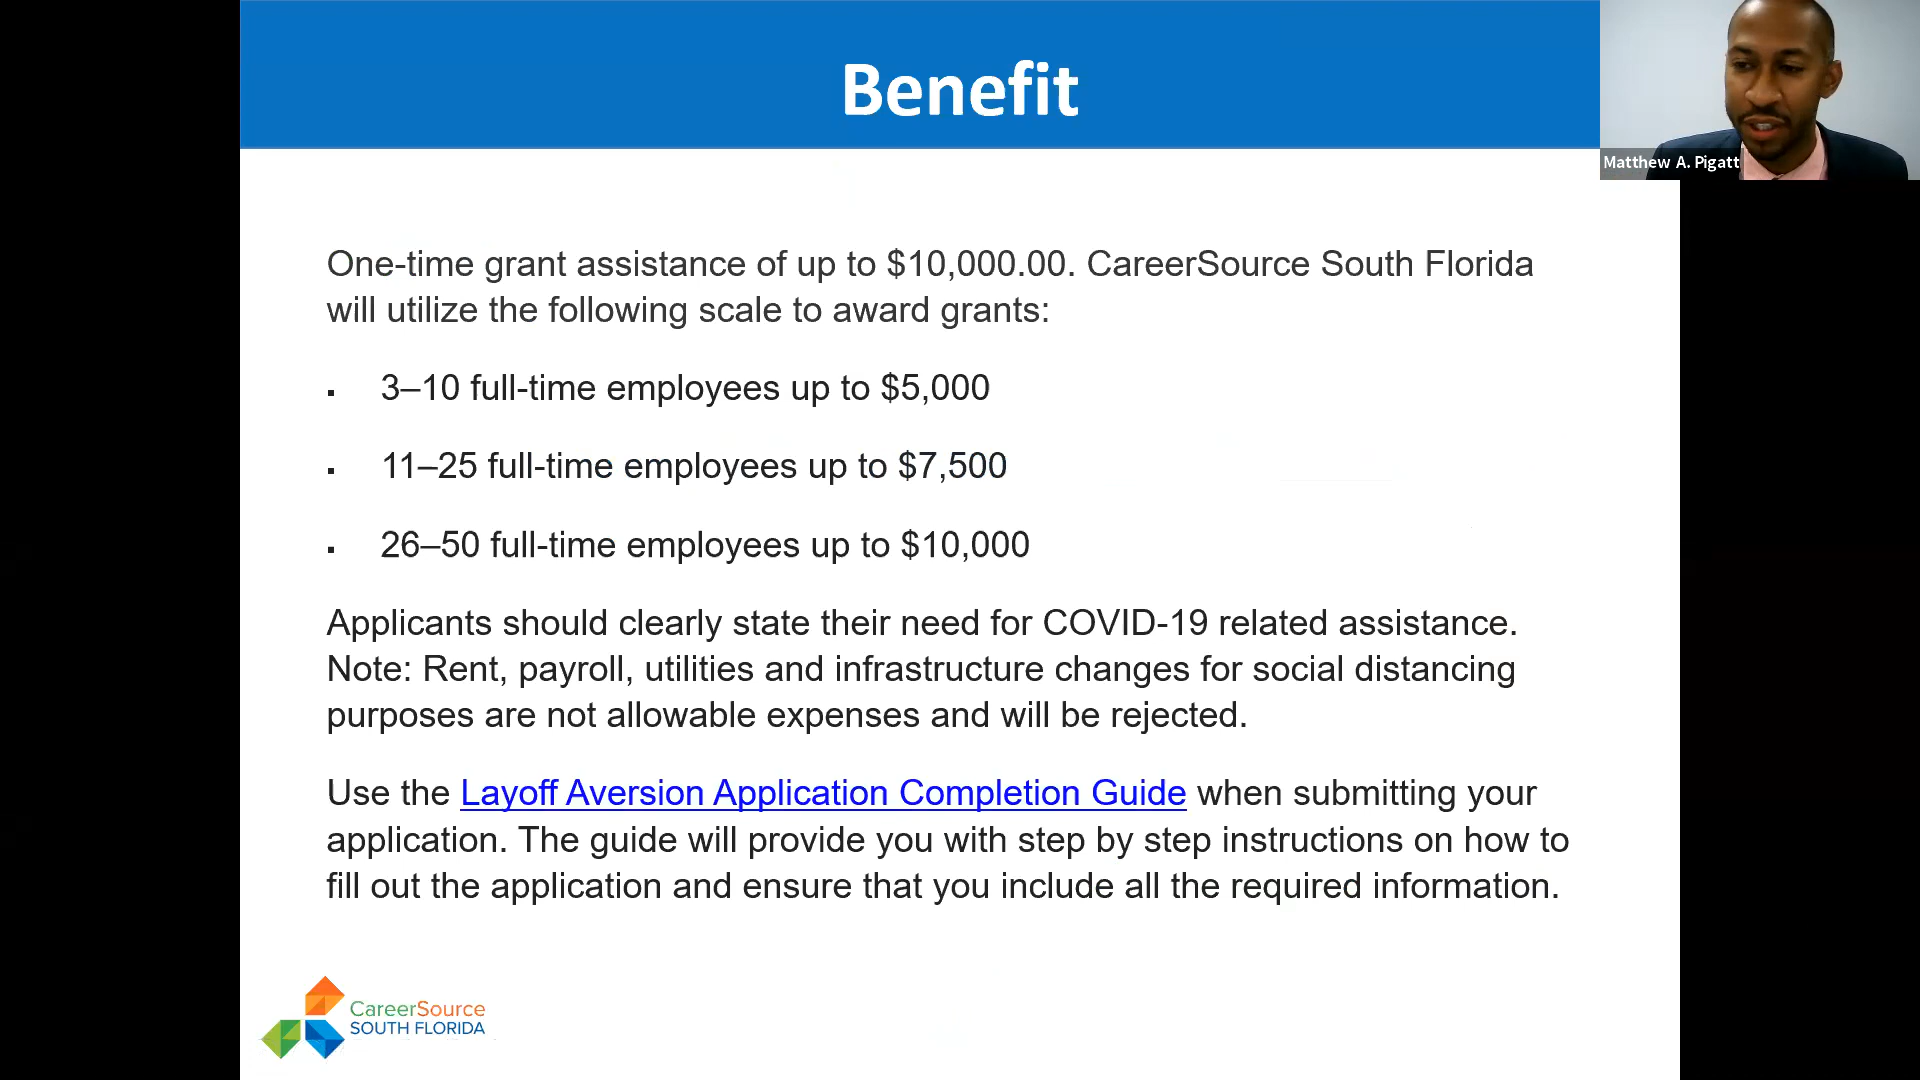 Benefit
Matthew A. Pigatt
One-time grant assistance of up to $10,000.00. CareerSource South Florida
will utilize the following scale to award grants:
▪ 3–10 full-time employees up to $5,000
▪ 11–25 full-time employees up to $7,500
▪ 26–50 full-time employees up to $10,000
Applicants should clearly state their need for COVID-19 related assistance.
Note: Rent, payroll, utilities and infrastructure changes for social distancing
purposes are not allowable expenses and will be rejected.
Use the Layoff Aversion Application Completion Guide when submitting your
application. The guide will provide you with step by step instructions on how to
fill out the application and ensure that you include all the required information.
CareerSource
SOUTH FLORIDA